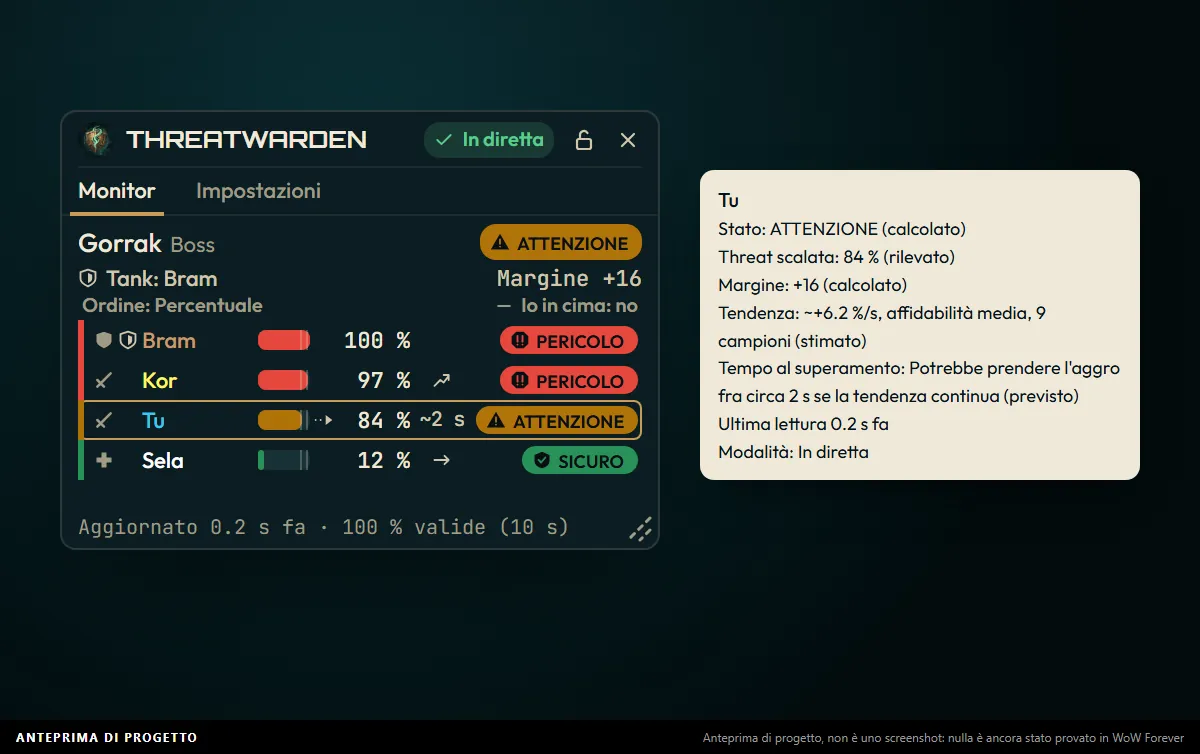 THREATWARDEN
In diretta
Monitor Impostazioni
Gorrak Boss
ATTENZIONE
Tank: Bram
Margine +16
Ordine: Percentuale
— Io in cima: no
Bram 100 % PERICOLO
Kor 97 % PERICOLO
Tu 84 % ~2 s ATTENZIONE
Sela 12 % → SICURO
Aggiornato 0.2 s fa · 100 % valide (10 s)
Tu
Stato: ATTENZIONE (calcolato)
Threat scalata: 84 % (rilevato)
Margine: +16 (calcolato)
Tendenza: ~+6.2 %/s, affidabilità media, 9
campioni (stimato)
Tempo al superamento: Potrebbe prendere l'aggro
fra circa 2 s se la tendenza continua (previsto)
Ultima lettura 0.2 s fa
Modalità: In diretta
ANTEPRIMA DI PROGETTO
Anteprima di progetto, non è uno screenshot: nulla è ancora stato provato in WoW Forever